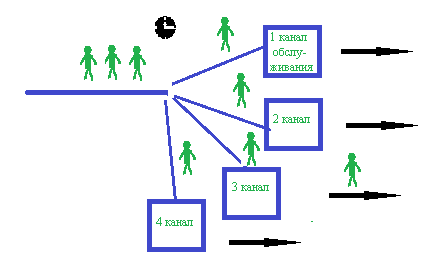 1 канал
обслу-
живания
2 канал
3 канал
4 канал